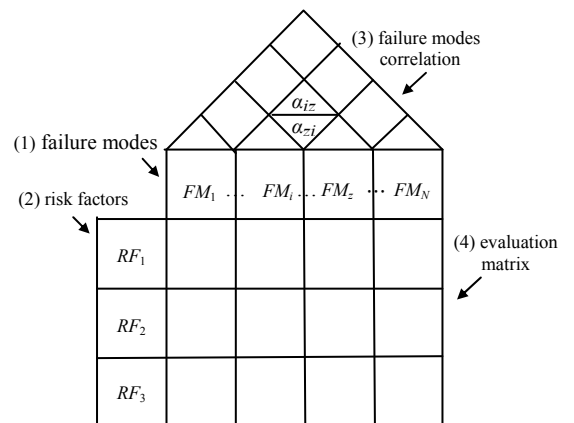 (3) failure modes
correlation
α_iz
α_zi
(1) failure modes
FM_1 … FM_i … FM_z … FM_N
(2) risk factors
RF_1
(4) evaluation
matrix
RF_2
RF_3